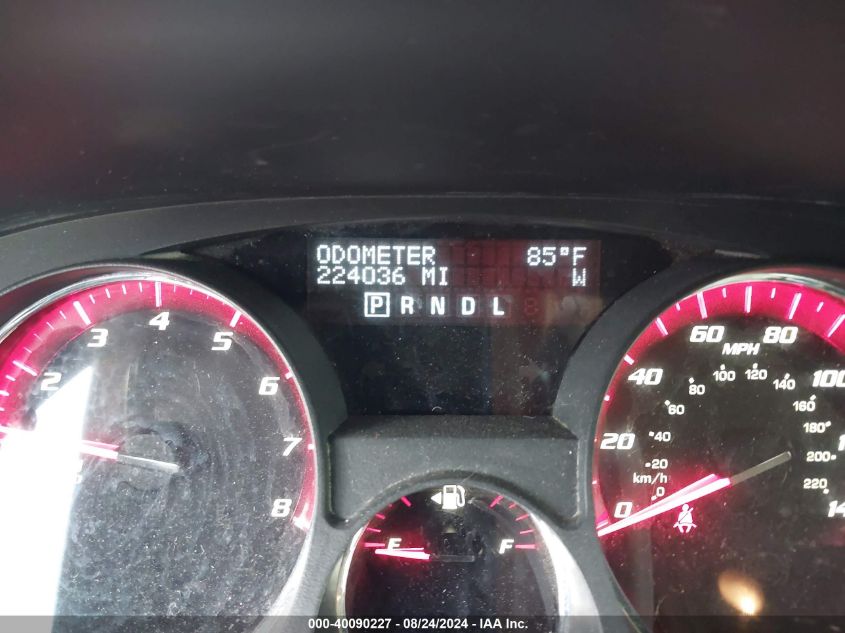 ODOMETER 85°F
224036 MI W
P R N D L
2 3 4 5 6 7 8
E F
0 20 40 60 80 100 14
MPH
km/h
0 20 40 60 80 100 120 140 160 180 200 220
000-40090227 - 08/24/2024 - IAA Inc.